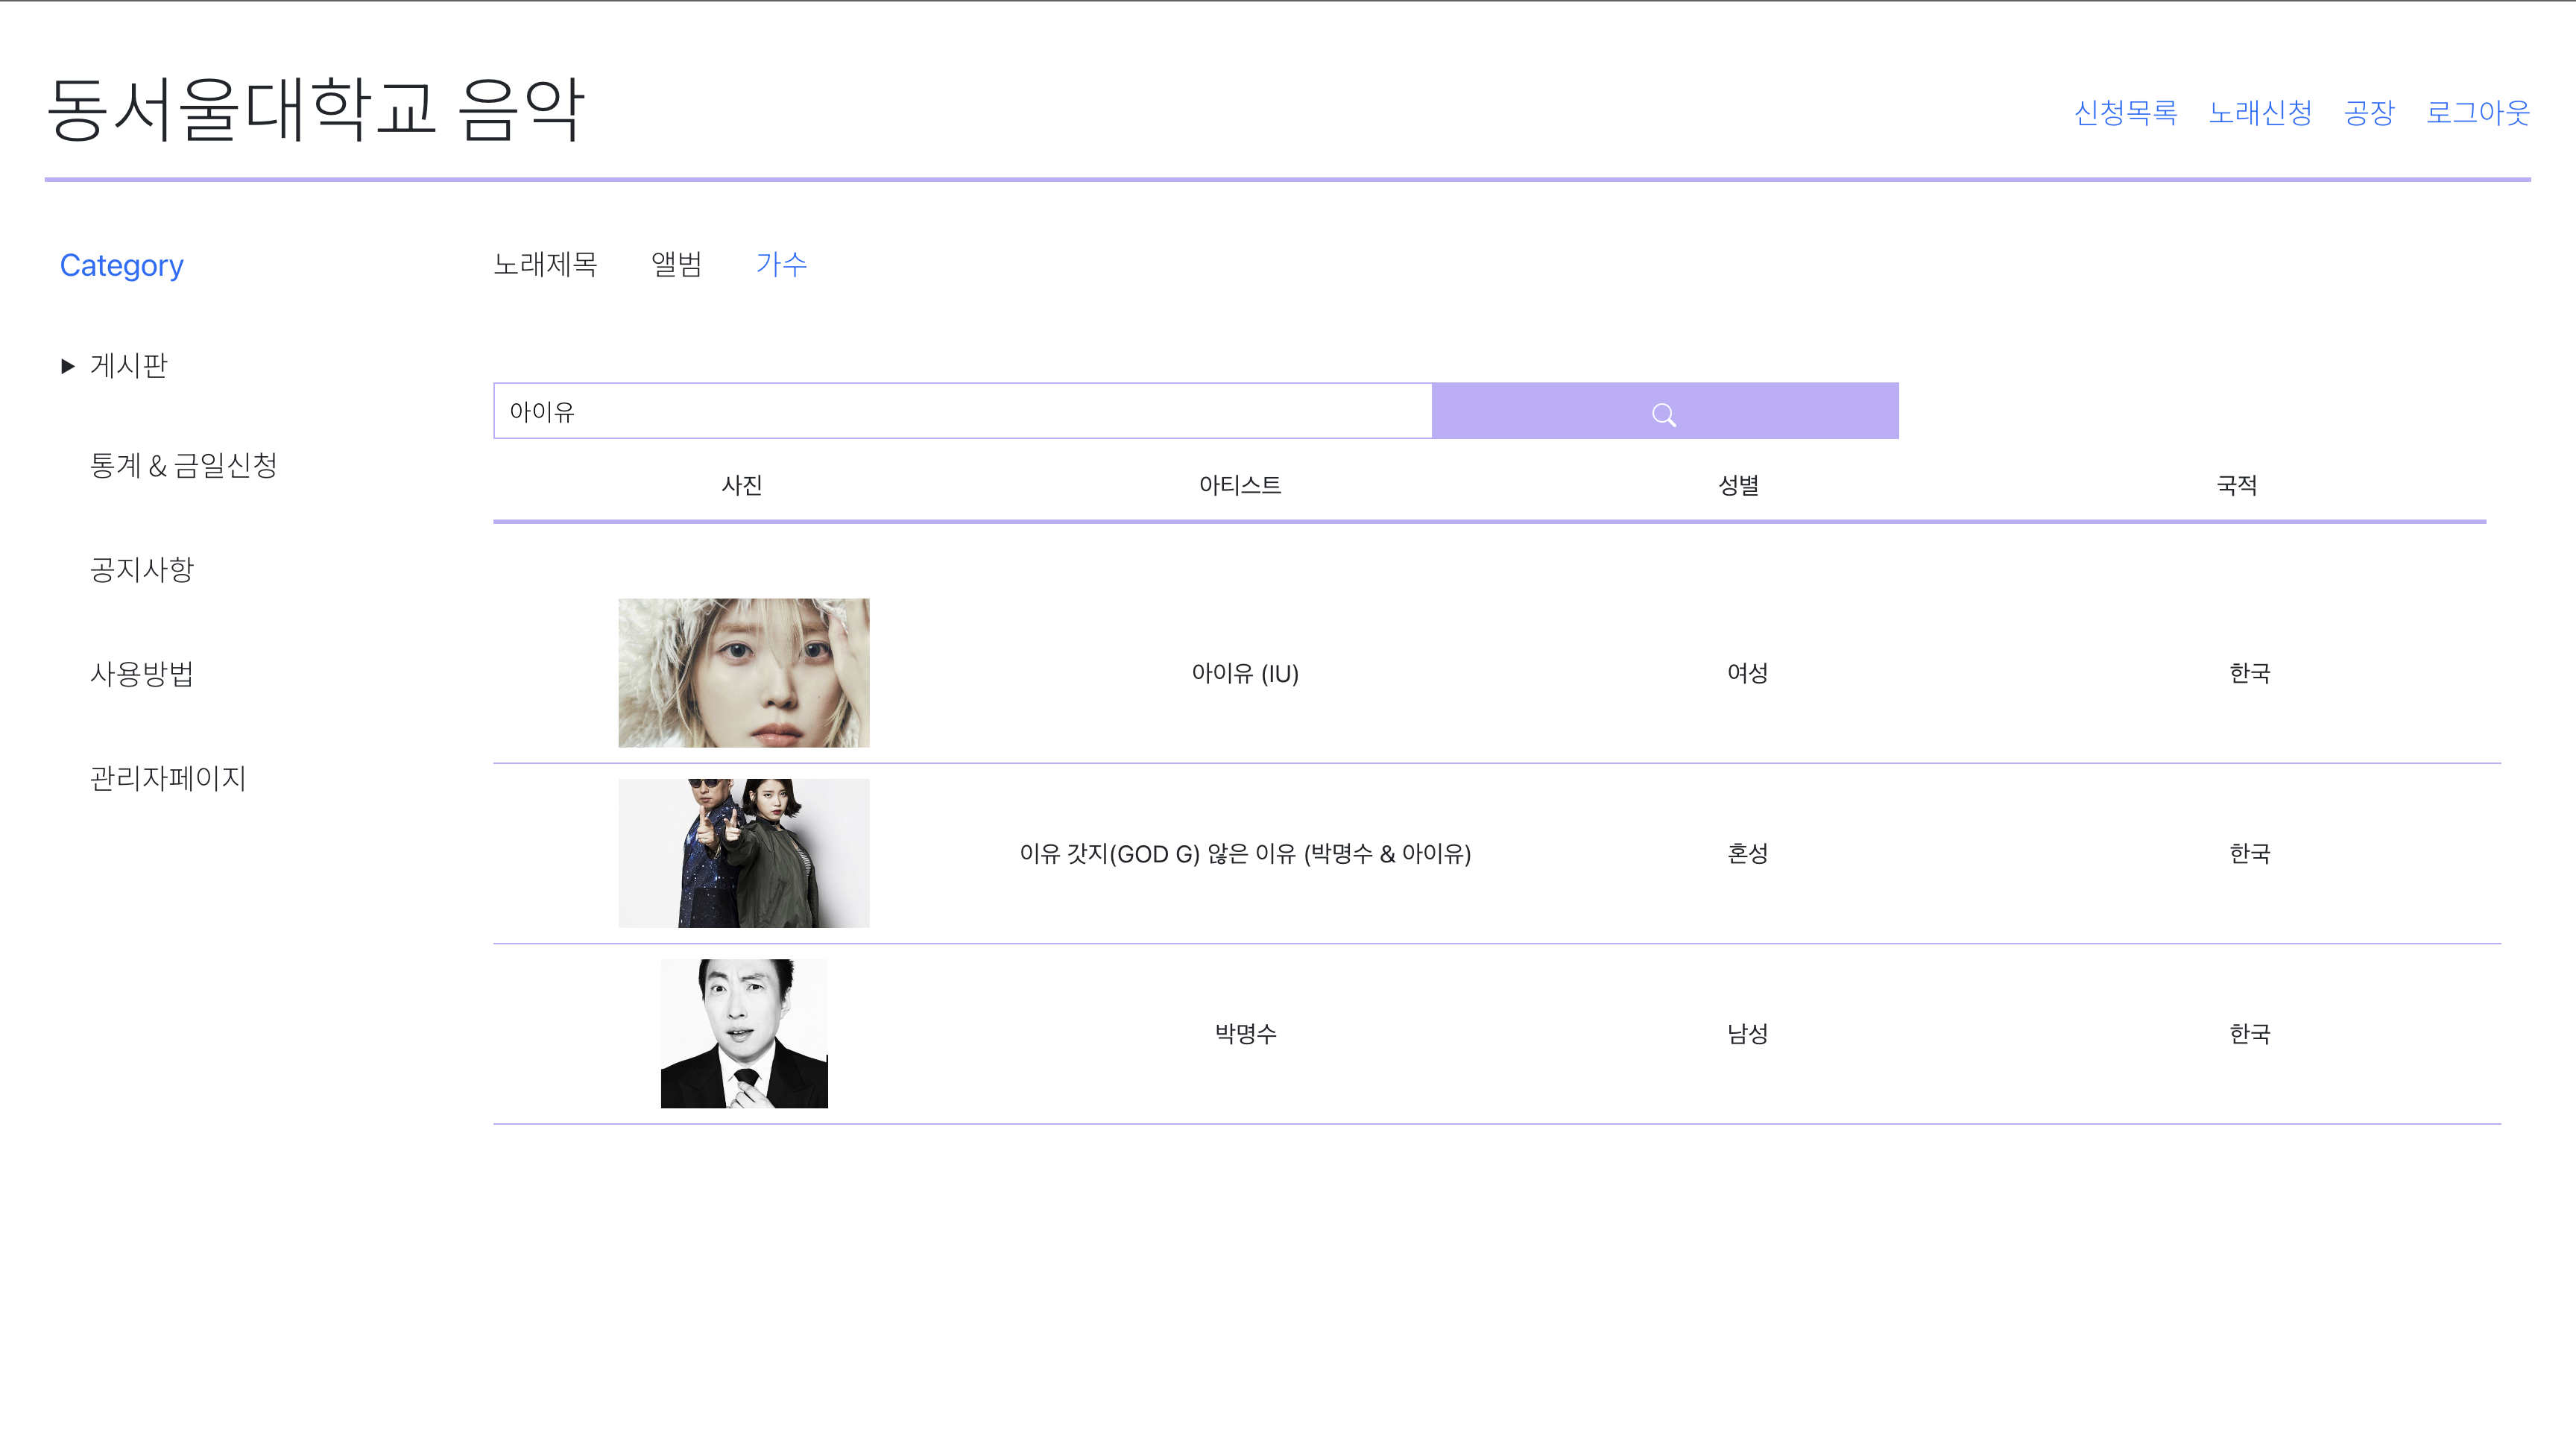 동서울대학교 음악
신청목록 노래신청 공장 로그아웃
Category
▶ 게시판
통계 & 금일신청
공지사항
사용방법
관리자페이지
노래제목 앨범 가수
아이유
사진 아티스트 성별 국적
아이유 (IU) 여성 한국
이유 갓지(GOD G) 않은 이유 (박명수 & 아이유) 혼성 한국
박명수 남성 한국